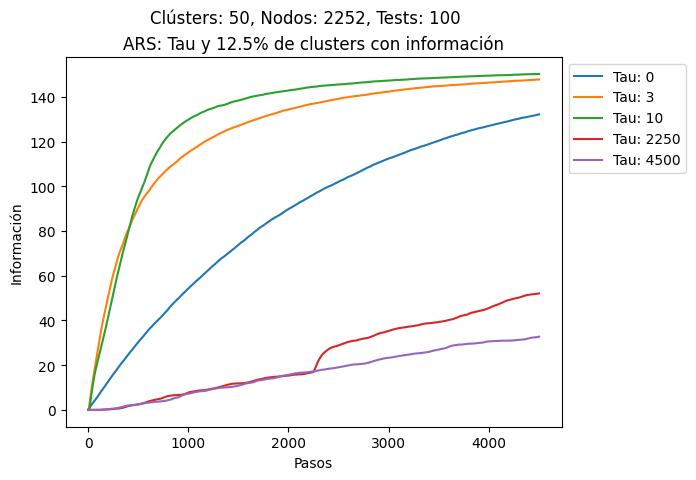 Clústers: 50, Nodos: 2252, Tests: 100
ARS: Tau y 12.5% de clusters con información
Información
140
120
100
80
60
40
20
0
0 1000 2000 3000 4000
Pasos
Tau: 0
Tau: 3
Tau: 10
Tau: 2250
Tau: 4500